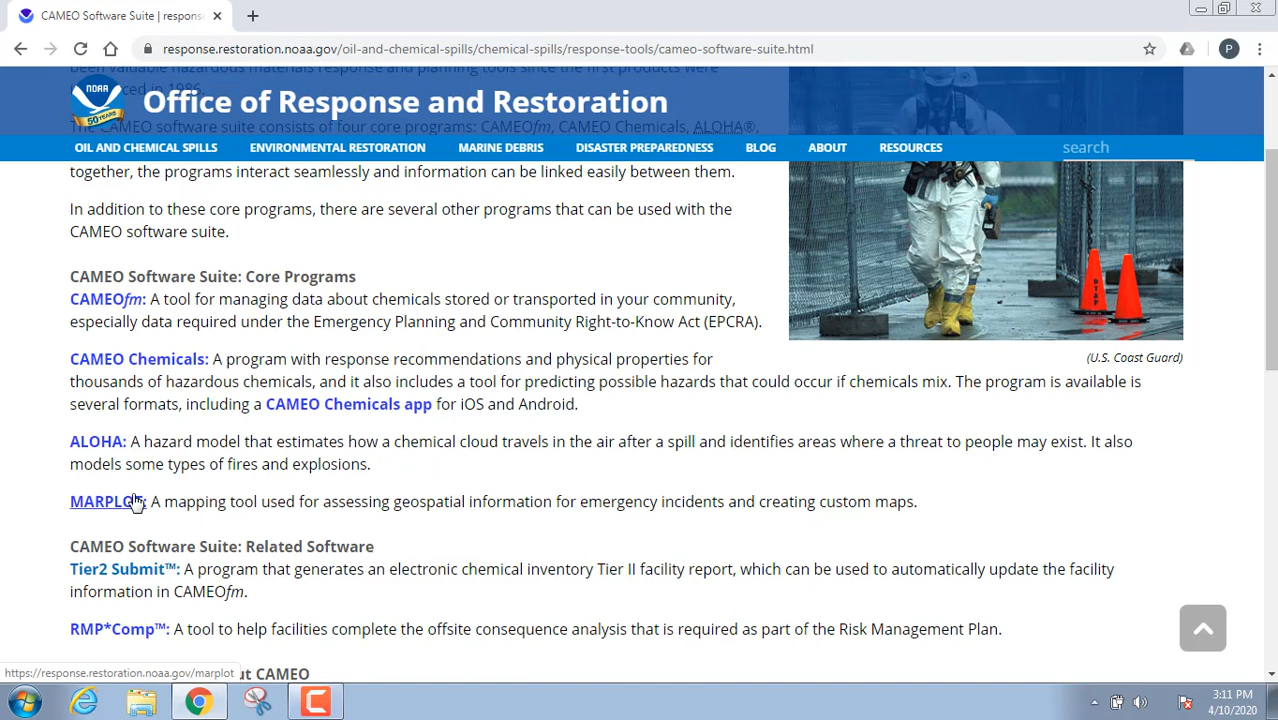 CAMEO Software Suite | respons
response.restoration.noaa.gov/oil-and-chemical-spills/chemical-spills/response-tools/cameo-software-suite.html
P
been valuable hazardous materials response and planning tools since the first products were
in 1986.
NOAA
50 YEARS
Office of Response and Restoration
The CAMEO software suite consists of four core programs: CAMEOfm, CAMEO Chemicals, ALOHA®,
OIL AND CHEMICAL SPILLS ENVIRONMENTAL RESTORATION MARINE DEBRIS DISASTER PREPAREDNESS BLOG ABOUT RESOURCES search
together, the programs interact seamlessly and information can be linked easily between them.
In addition to these core programs, there are several other programs that can be used with the
CAMEO software suite.
CAMEO Software Suite: Core Programs
CAMEOfm: A tool for managing data about chemicals stored or transported in your community,
especially data required under the Emergency Planning and Community Right-to-Know Act (EPCRA).
(U.S. Coast Guard)
CAMEO Chemicals: A program with response recommendations and physical properties for
thousands of hazardous chemicals, and it also includes a tool for predicting possible hazards that could occur if chemicals mix. The program is available is
several formats, including a CAMEO Chemicals app for iOS and Android.
ALOHA: A hazard model that estimates how a chemical cloud travels in the air after a spill and identifies areas where a threat to people may exist. It also
models some types of fires and explosions.
MARPLOT: A mapping tool used for assessing geospatial information for emergency incidents and creating custom maps.
CAMEO Software Suite: Related Software
Tier2 Submit™: A program that generates an electronic chemical inventory Tier II facility report, which can be used to automatically update the facility
information in CAMEOfm.
RMP*Comp™: A tool to help facilities complete the offsite consequence analysis that is required as part of the Risk Management Plan.
https://response.restoration.noaa.gov/marplot
ut CAMEO
3:11 PM
4/10/2020